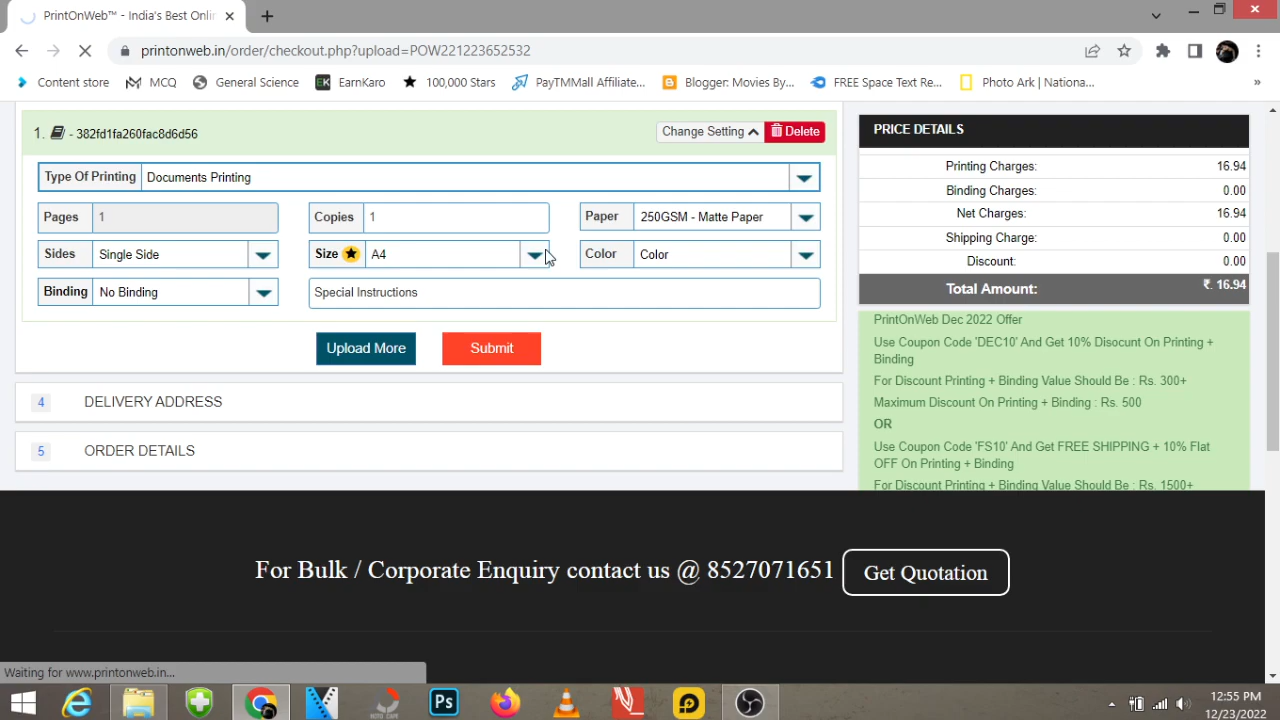 PrintOnWeb™ - India's Best Onlin
printonweb.in/order/checkout.php?upload=POW221223652532
Content store
MCQ
General Science
EK EarnKaro
100,000 Stars
PayTMMall Affiliate...
Blogger: Movies By...
FREE Space Text Re...
Photo Ark | Nationa...
»
1. - 382fd1fa260fac8d6d56
Change Setting
Delete
Type Of Printing Documents Printing
Pages 1
Copies 1
Paper 250GSM - Matte Paper
Sides Single Side
Size A4
Color Color
Binding No Binding
Special Instructions
Upload More
Submit
4 DELIVERY ADDRESS
5 ORDER DETAILS
PRICE DETAILS
Printing Charges: 16.94
Binding Charges: 0.00
Net Charges: 16.94
Shipping Charge: 0.00
Discount: 0.00
Total Amount: ₹. 16.94
PrintOnWeb Dec 2022 Offer
Use Coupon Code 'DEC10' And Get 10% Disocunt On Printing +
Binding
For Discount Printing + Binding Value Should Be : Rs. 300+
Maximum Discount On Printing + Binding : Rs. 500
OR
Use Coupon Code 'FS10' And Get FREE SHIPPING + 10% Flat
OFF On Printing + Binding
For Discount Printing + Binding Value Should Be : Rs. 1500+
For Bulk / Corporate Enquiry contact us @ 8527071651
Get Quotation
Waiting for www.printonweb.in...
Ps
12:55 PM
12/23/2022